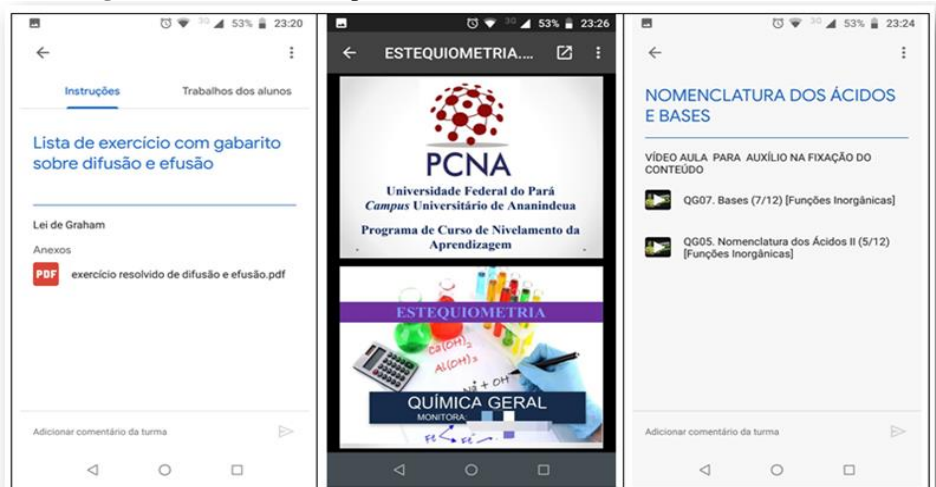 3G 53% 23:20
Instruções Trabalhos dos alunos
Lista de exercício com gabarito
sobre difusão e efusão
Lei de Graham
Anexos
PDF exercício resolvido de difusão e efusão.pdf
Adicionar comentário da turma
3G 53% 23:26
ESTEQUIOMETRIA....
PCNA
Universidade Federal do Pará
Campus Universitário de Ananindeua
Programa de Curso de Nivelamento da
Aprendizagem
ESTEQUIOMETRIA
Ca(OH)2
Al(OH)3
+ OH
QUÍMICA GERAL
MONITORA:
3G 53% 23:24
NOMENCLATURA DOS ÁCIDOS
E BASES
VÍDEO AULA PARA AUXÍLIO NA FIXAÇÃO DO
CONTEÚDO
QG07. Bases (7/12) [Funções Inorgânicas]
QG05. Nomenclatura dos Ácidos II (5/12)
[Funções Inorgânicas]
Adicionar comentário da turma